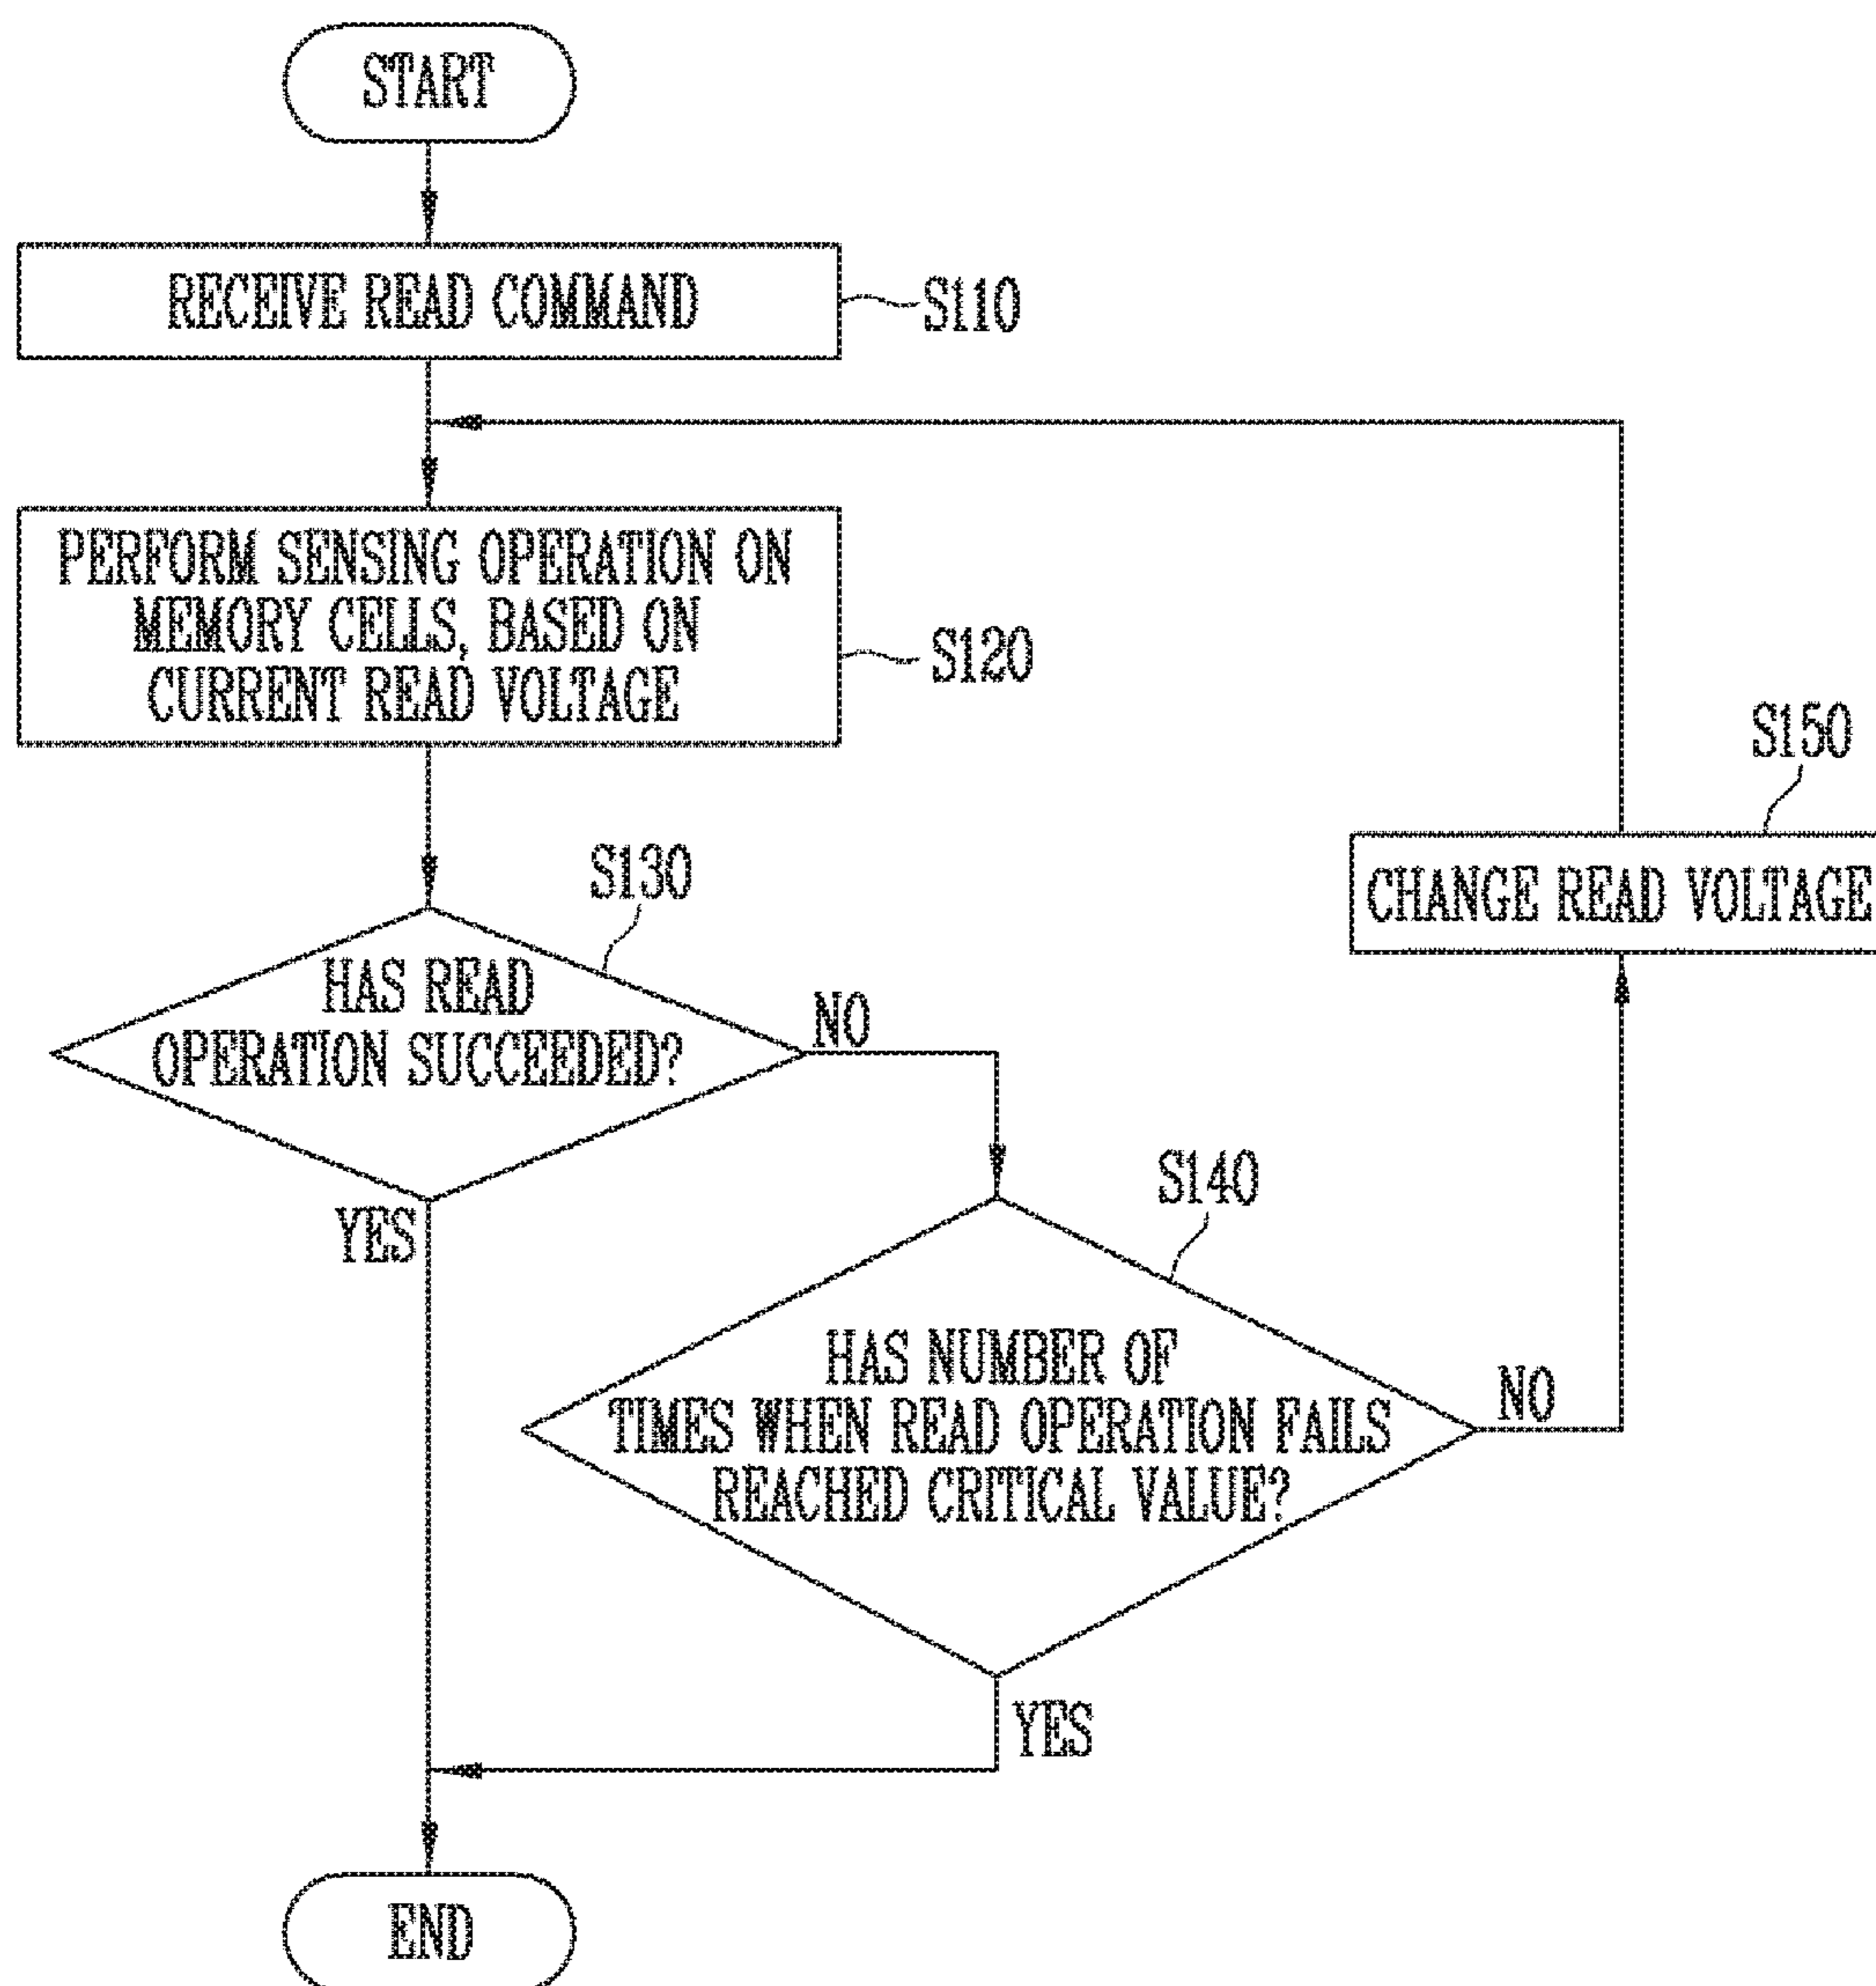 START
RECEIVE READ COMMAND
S110
PERFORM SENSING OPERATION ON
MEMORY CELLS, BASED ON
CURRENT READ VOLTAGE
S120
S130
HAS READ
OPERATION SUCCEEDED?
NO
YES
S140
HAS NUMBER OF
TIMES WHEN READ OPERATION FAILS
REACHED CRITICAL VALUE?
NO
YES
S150
CHANGE READ VOLTAGE
END